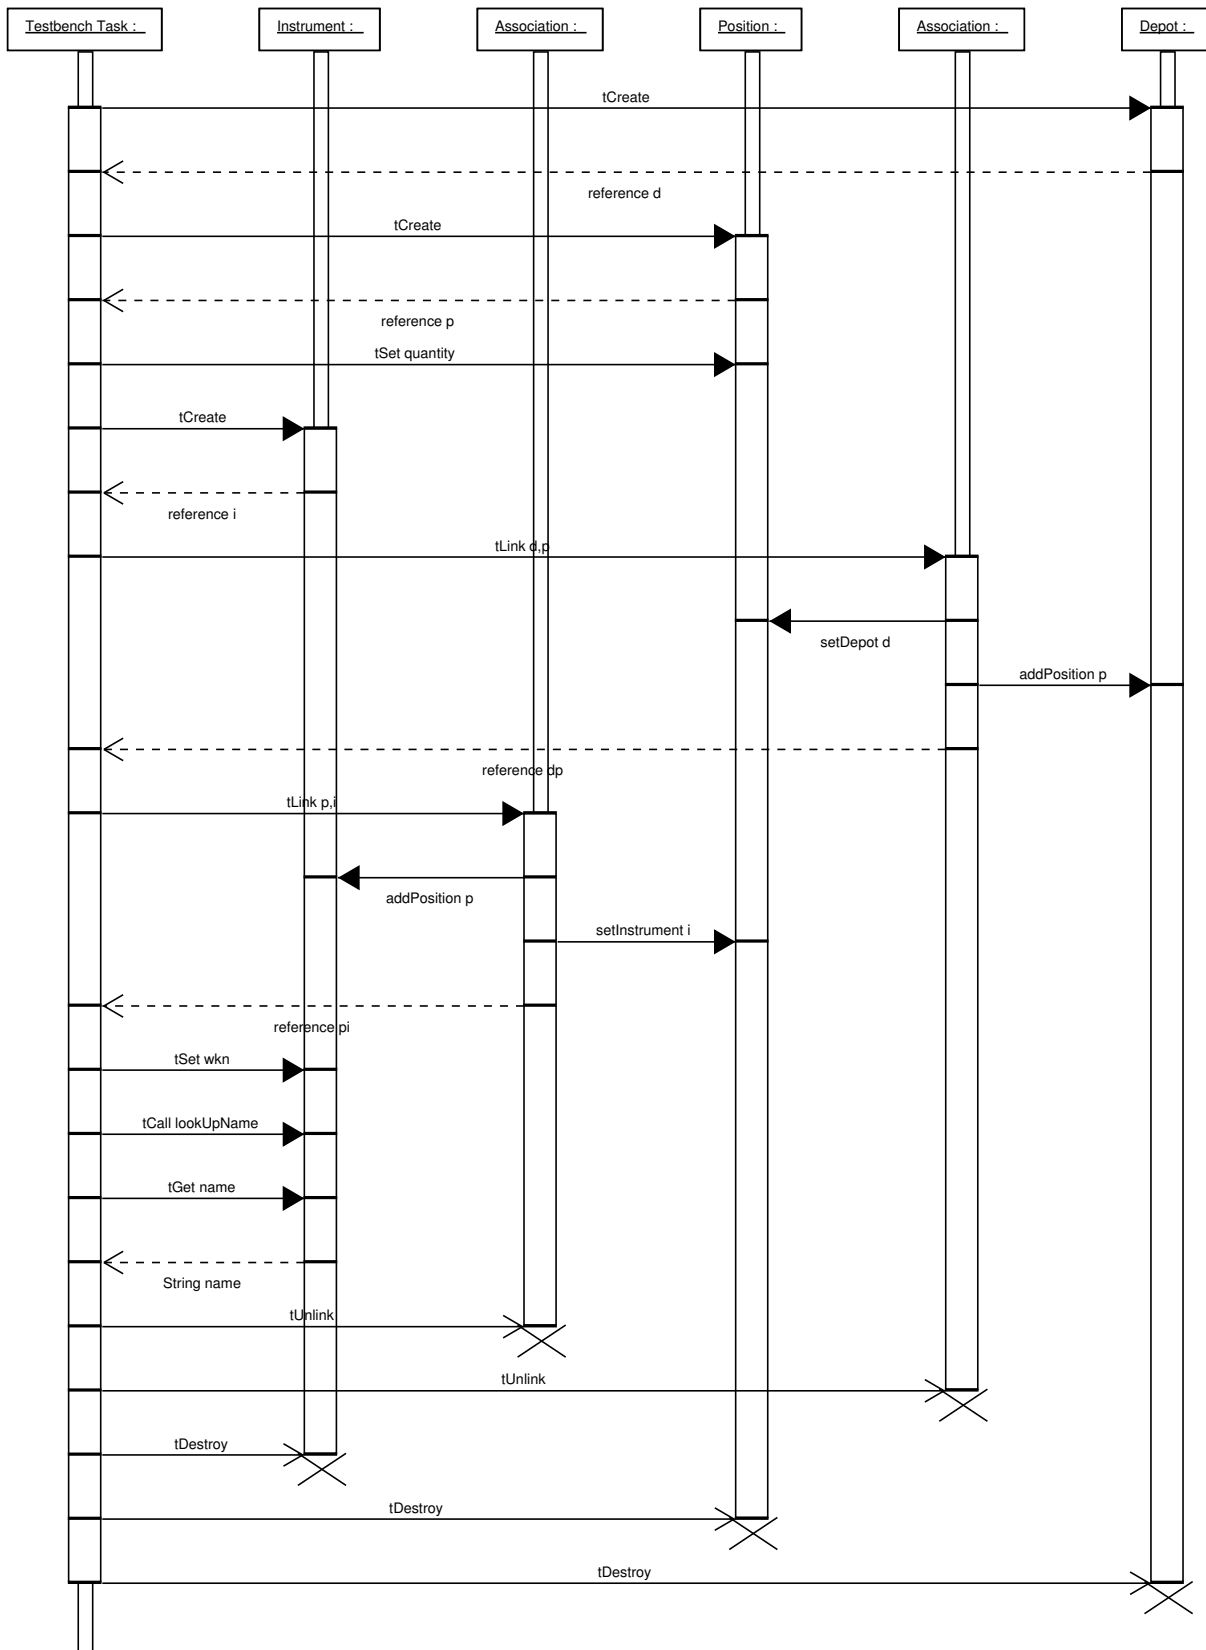 Testbench Task :
Instrument :
Association :
Position :
Association :
Depot :
tCreate
reference d
tCreate
reference p
tSet quantity
tCreate
reference i
tLink d,p
setDepot d
addPosition p
reference dp
tLink p,i
addPosition p
setInstrument i
reference pi
tSet wkn
tCall lookUpName
tGet name
String name
tUnlink
tUnlink
tDestroy
tDestroy
tDestroy